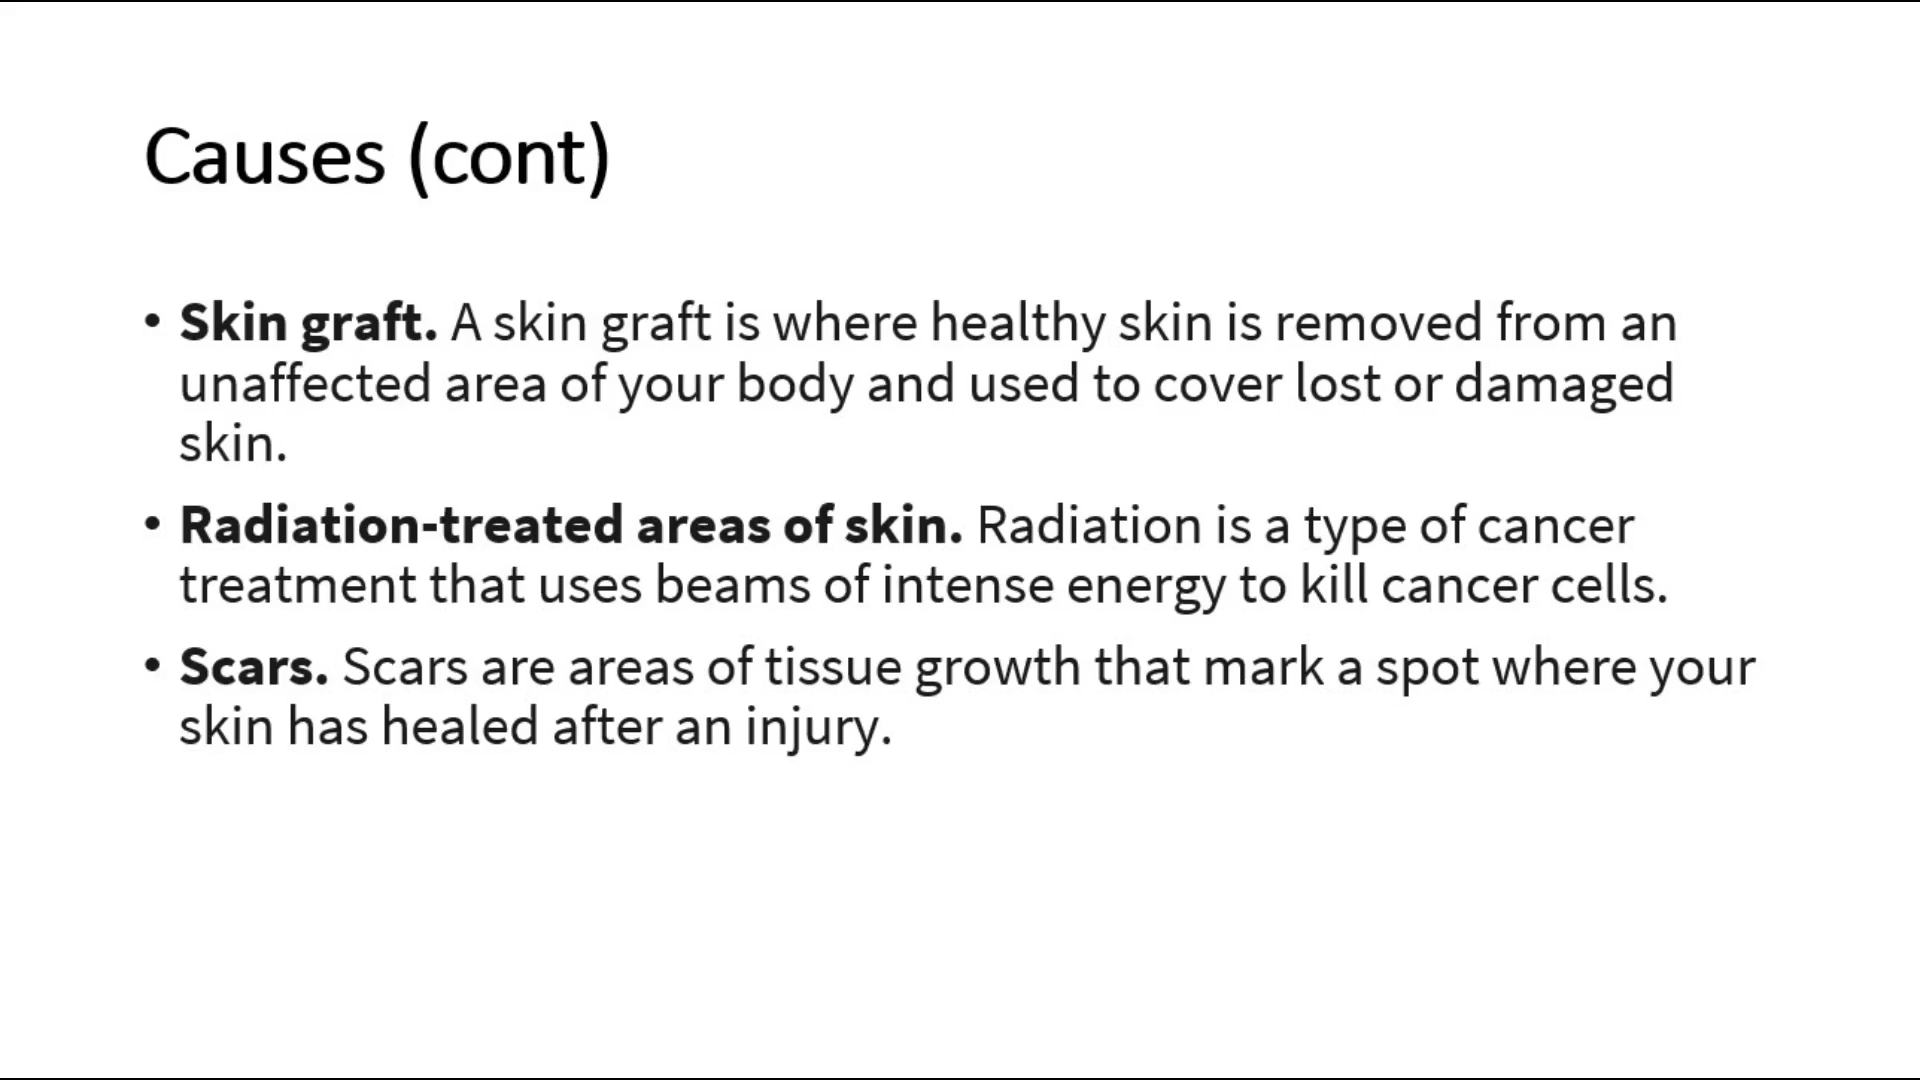 Causes (cont)
• Skin graft. A skin graft is where healthy skin is removed from an
unaffected area of your body and used to cover lost or damaged
skin.
• Radiation-treated areas of skin. Radiation is a type of cancer
treatment that uses beams of intense energy to kill cancer cells.
• Scars. Scars are areas of tissue growth that mark a spot where your
skin has healed after an injury.